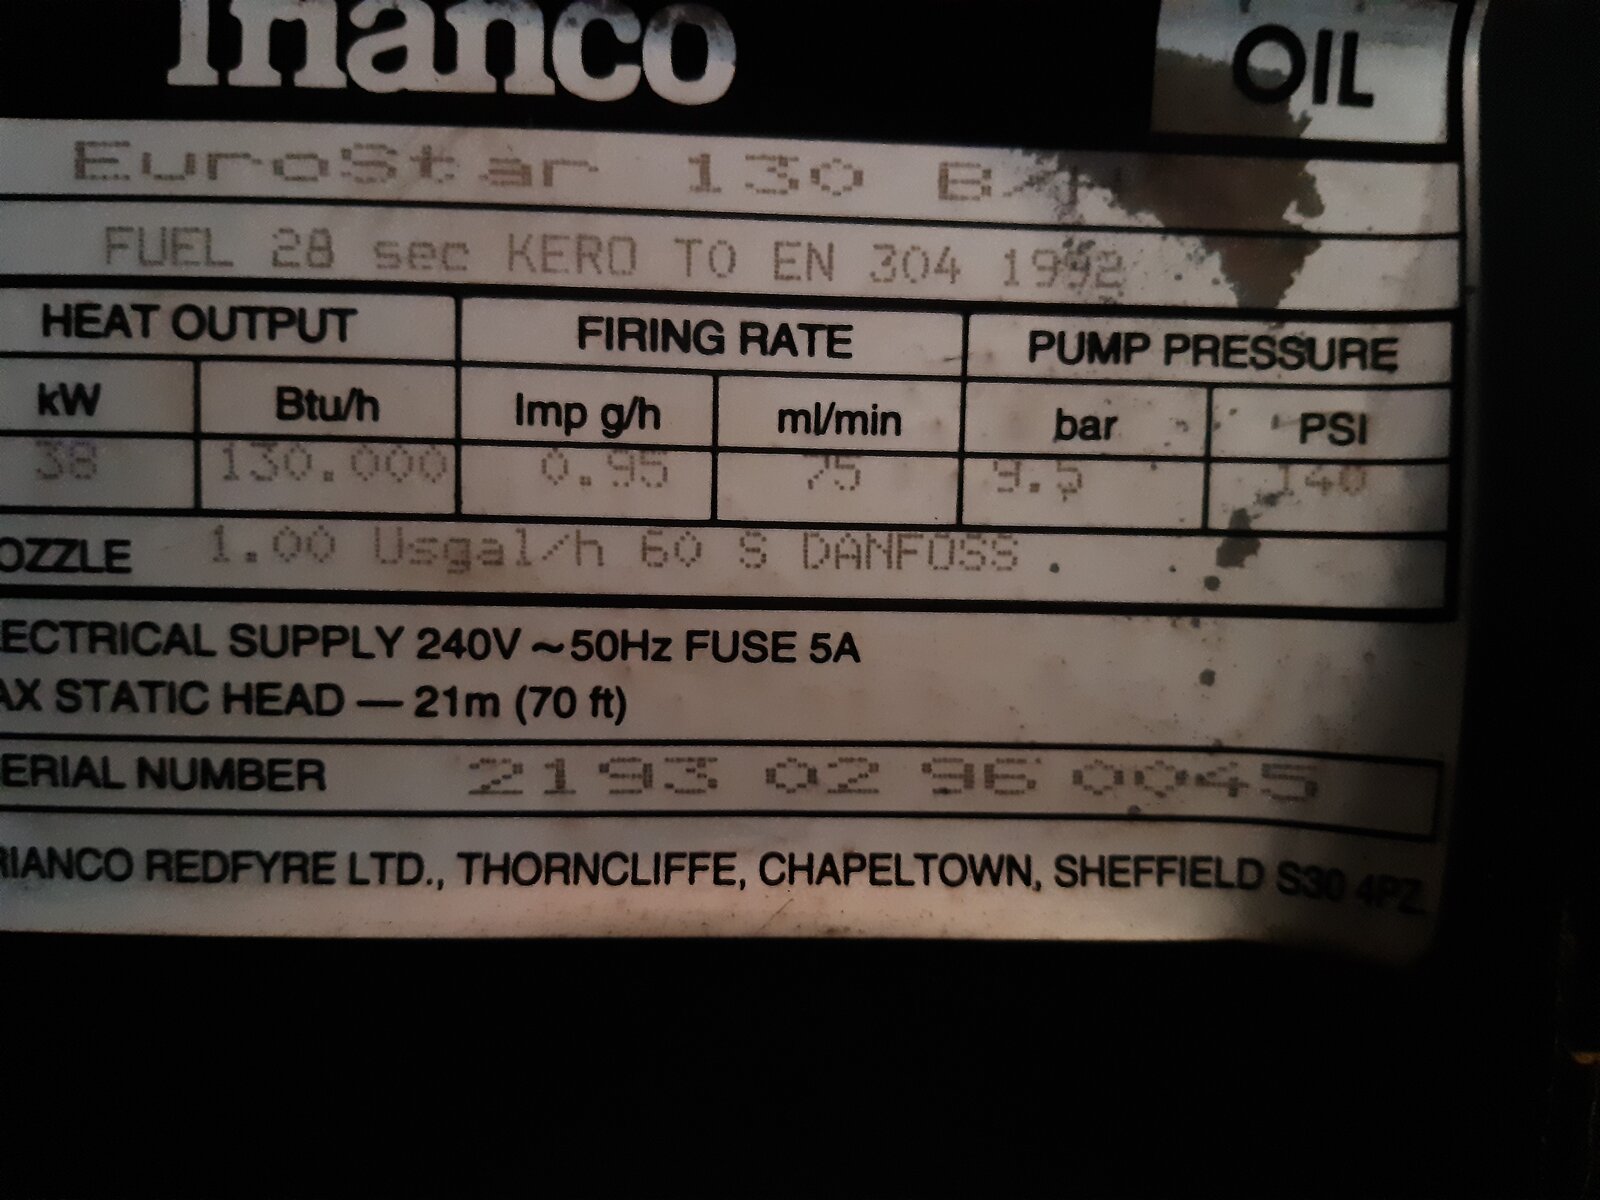 Trianco
OIL
EuroStar 130 B/
FUEL 28 sec KERO TO EN 304 1992
HEAT OUTPUT FIRING RATE PUMP PRESSURE
kW Btu/h Imp g/h ml/min bar PSI
38 130.000 0.95 75 9.5 140
OZZLE 1.00 Usgal/h 60 S DANFOSS
LECTRICAL SUPPLY 240V ~ 50Hz FUSE 5A
AX STATIC HEAD — 21m (70 ft)
ERIAL NUMBER 2193 02 96 0045
RIANCO REDFYRE LTD., THORNCLIFFE, CHAPELTOWN, SHEFFIELD S30 4PZ